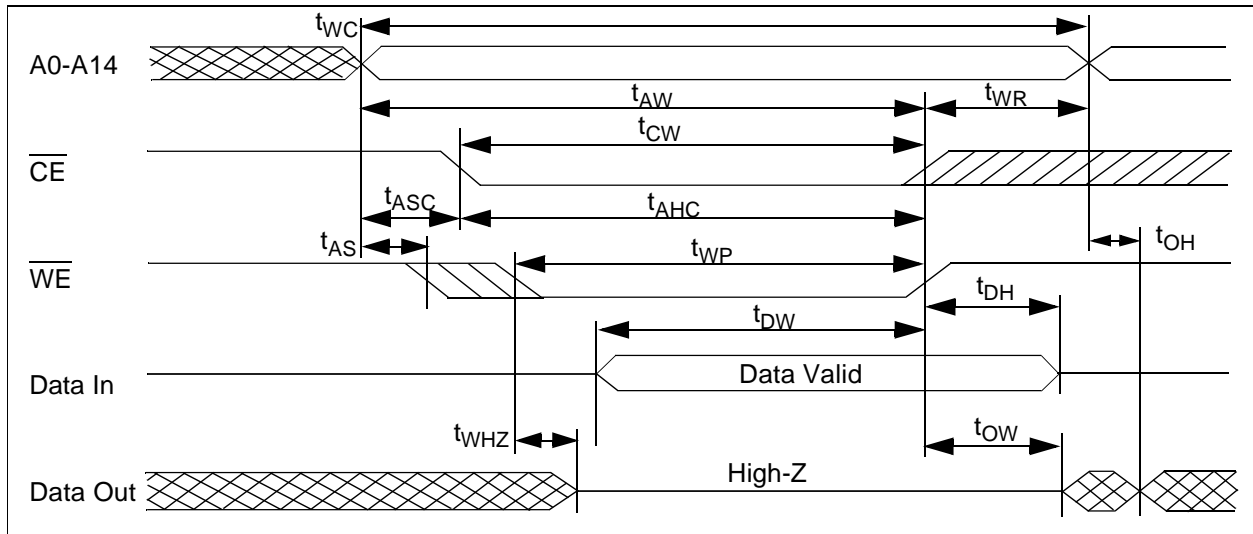 tWC
A0-A14
tAW
tWR
tCW
CE
tASC
tAHC
tAS
tOH
tWP
WE
tDH
tDW
Data In
Data Valid
tWHZ
tOW
Data Out
High-Z